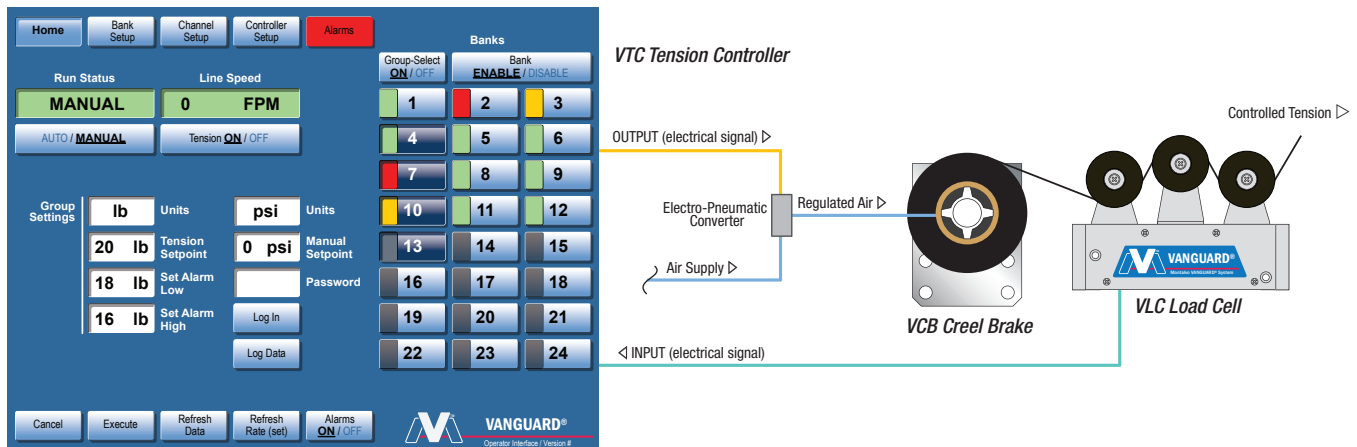 Home
Bank
Setup
Channel
Setup
Controller
Setup
Alarms
Run Status
Line Speed
MANUAL
0 FPM
AUTO / MANUAL
Tension ON / OFF
Group
Settings
lb
Units
20 lb
Tension
Setpoint
18 lb
Set Alarm
Low
16 lb
Set Alarm
High
psi
Units
0 psi
Manual
Setpoint
Password
Log In
Log Data
Cancel
Execute
Refresh
Data
Refresh
Rate (set)
Alarms
ON / OFF
Banks
Group-Select
ON / OFF
Bank
ENABLE / DISABLE
1 2 3
4 5 6
7 8 9
10 11 12
13 14 15
16 17 18
19 20 21
22 23 24
VANGUARD®
Operator Interface / Version #
VTC Tension Controller
OUTPUT (electrical signal) ▷
Electro-Pneumatic
Converter
Regulated Air ▷
Air Supply ▷
◁ INPUT (electrical signal)
VCB Creel Brake
Controlled Tension ▷
VANGUARD®
Montalvo VANGUARD® System
VLC Load Cell